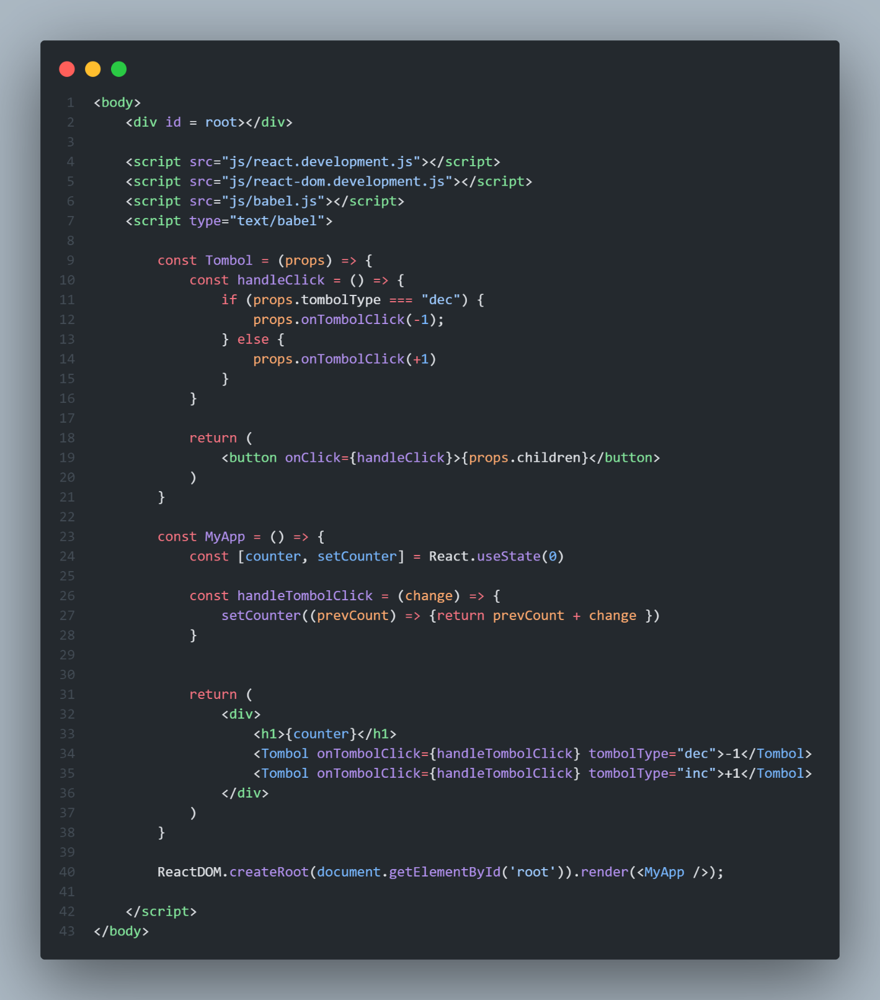 1 <body>
2     <div id = root></div>
3
4     <script src="js/react.development.js"></script>
5     <script src="js/react-dom.development.js"></script>
6     <script src="js/babel.js"></script>
7     <script type="text/babel">
8
9         const Tombol = (props) => {
10             const handleClick = () => {
11                 if (props.tombolType === "dec") {
12                     props.onTombolClick(-1);
13                 } else {
14                     props.onTombolClick(+1)
15                 }
16             }
17
18             return (
19                 <button onClick={handleClick}>{props.children}</button>
20             )
21         }
22
23         const MyApp = () => {
24             const [counter, setCounter] = React.useState(0)
25
26             const handleTombolClick = (change) => {
27                 setCounter((prevCount) => {return prevCount + change })
28             }
29
30
31             return (
32                 <div>
33                     <h1>{counter}</h1>
34                     <Tombol onTombolClick={handleTombolClick} tombolType="dec">-1</Tombol>
35                     <Tombol onTombolClick={handleTombolClick} tombolType="inc">+1</Tombol>
36                 </div>
37             )
38         }
39
40         ReactDOM.createRoot(document.getElementById('root')).render(<MyApp />);
41
42     </script>
43 </body>